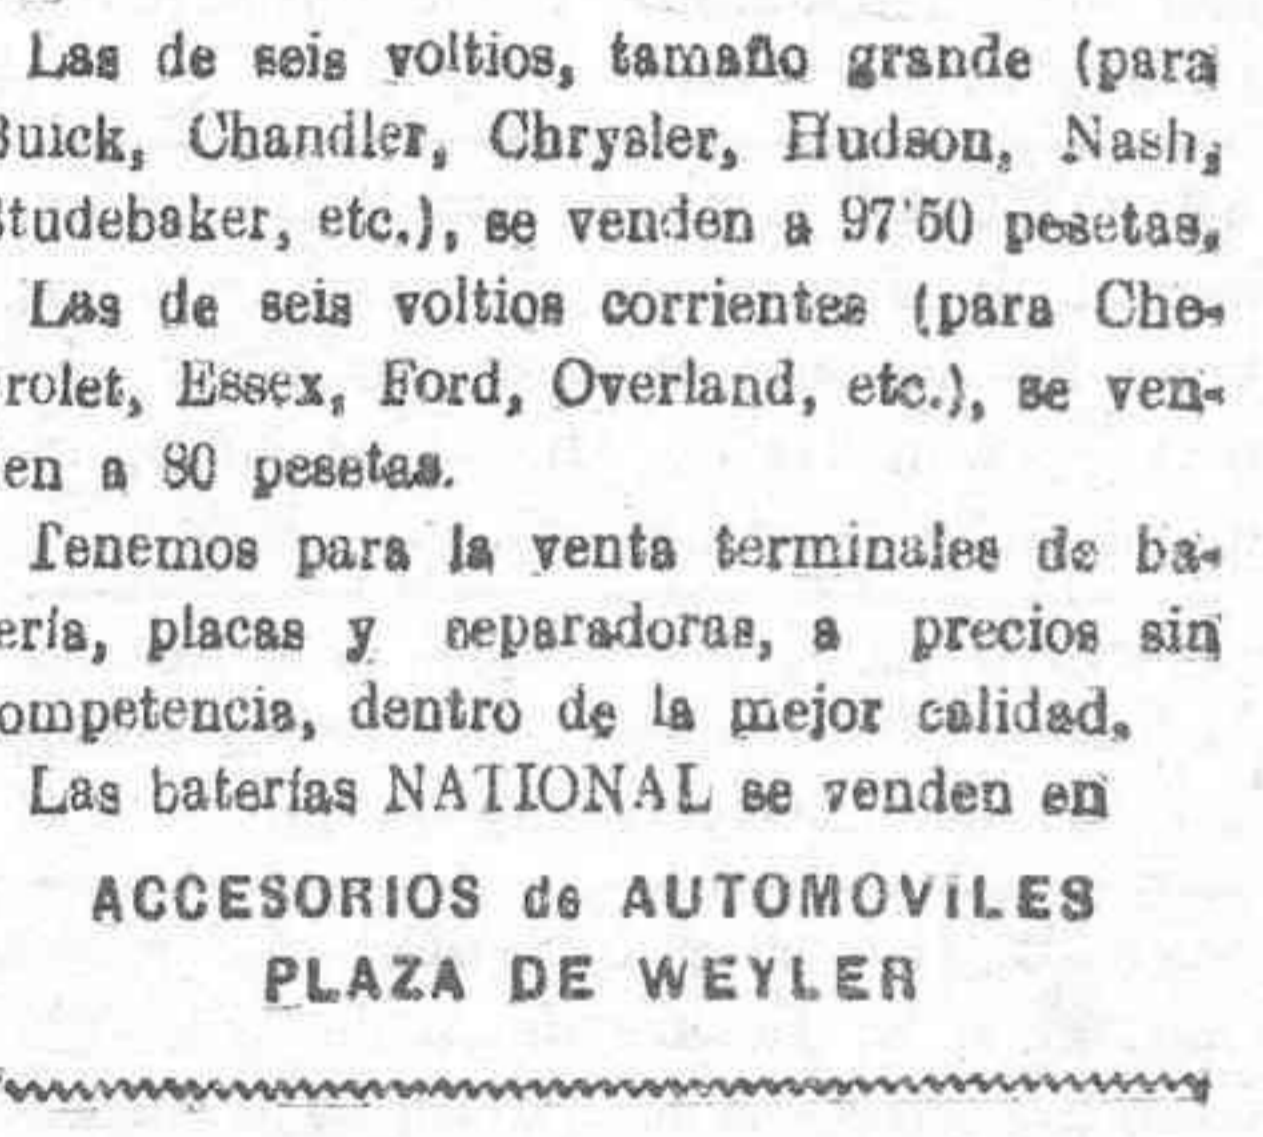 Las de seis voltios, tamaño grande (para
Buick, Chandler, Chrysler, Hudson, Nash,
Studebaker, etc.), se venden a 97'50 pesetas.
Las de seis voltios corrientes (para Che-
rolet, Essex, Ford, Overland, etc.), se ven-
en a 80 pesetas.
Tenemos para la venta terminales de ba-
ería, placas y separadoras, a precios sin
ompetencia, dentro de la mejor calidad.
Las baterías NATIONAL se venden en
ACCESORIOS de AUTOMOVILES
PLAZA DE WEYLER